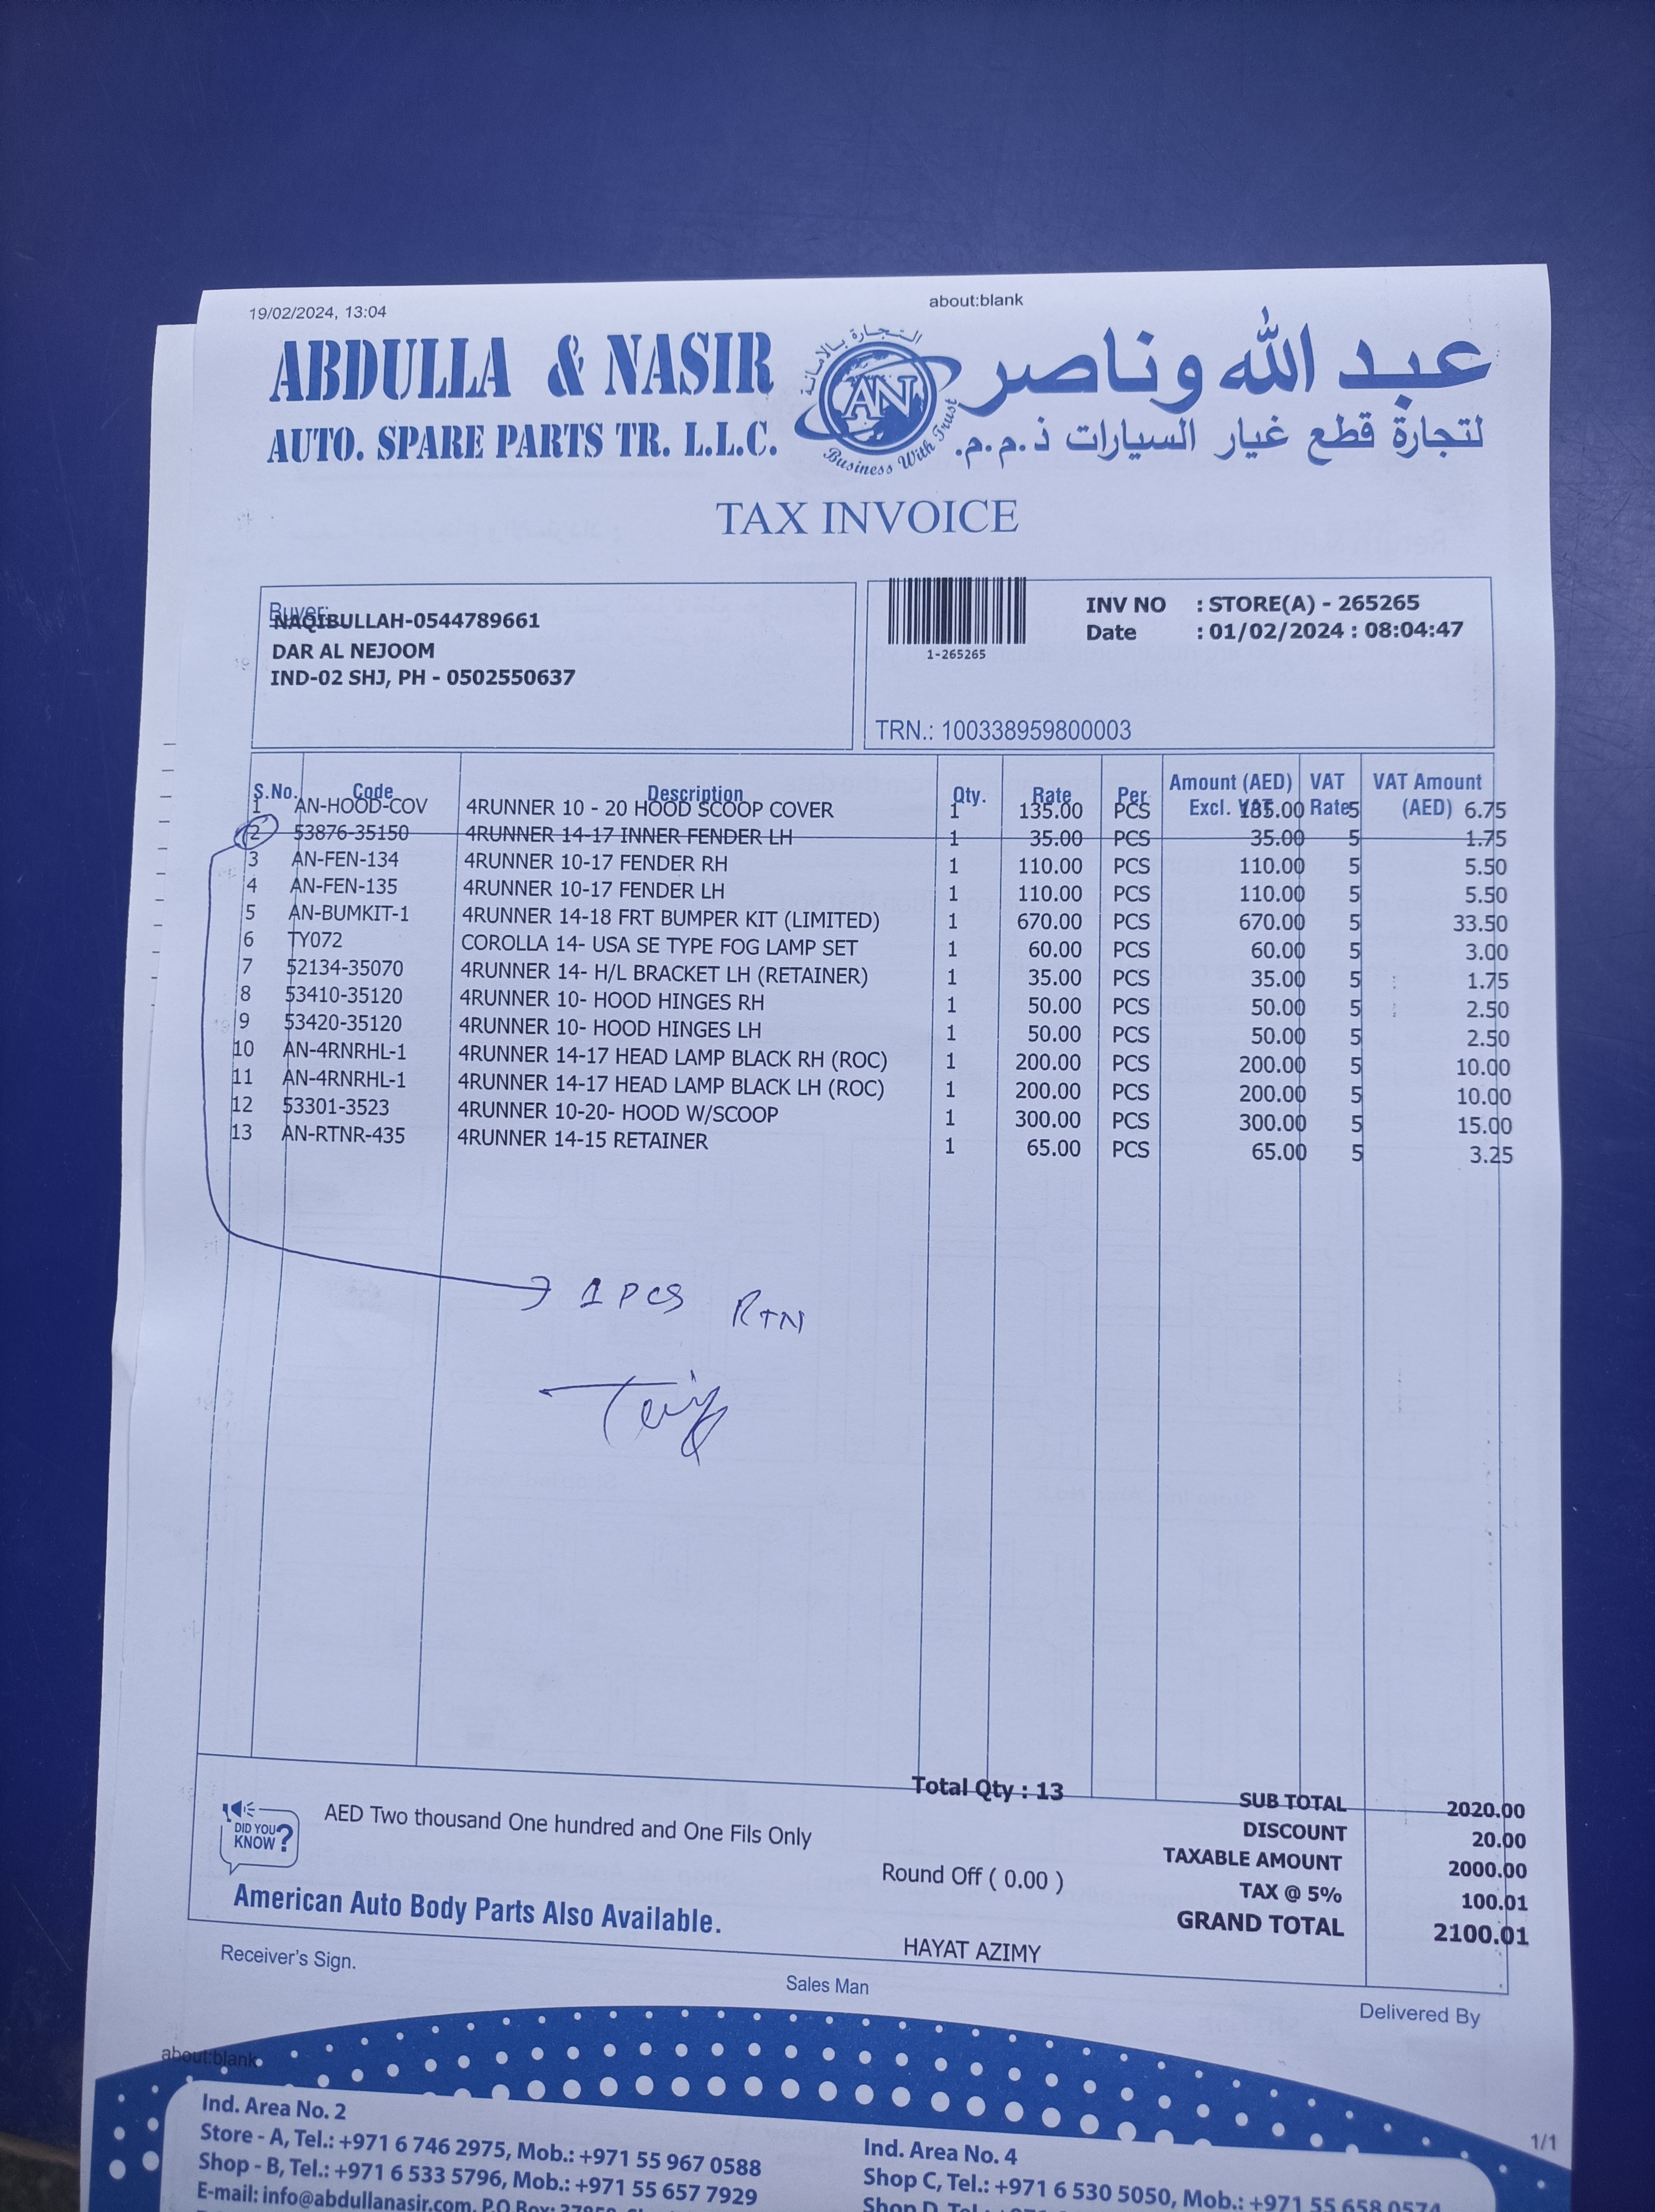 19/02/2024, 13:04
about:blank
ABDULLA & NASIR
AUTO. SPARE PARTS TR. L.L.C.
التجارة بالأمانة
AN
Business With Trust
عبد الله وناصر
لتجارة قطع غيار السيارات ذ.م.م.
TAX INVOICE
Buyer:
NAQIBULLAH-0544789661
DAR AL NEJOOM
IND-02 SHJ, PH - 0502550637
1-265265
INV NO : STORE(A) - 265265
Date : 01/02/2024 : 08:04:47
TRN.: 100338959800003
S.No. Code Description Qty. Rate Per Amount (AED) Excl. VAT VAT Rate VAT Amount (AED)
1 AN-HOOD-COV 4RUNNER 10 - 20 HOOD SCOOP COVER 1 135.00 PCS 135.00 5 6.75
2 53876-35150 4RUNNER 14-17 INNER FENDER LH 1 35.00 PCS 35.00 5 1.75
3 AN-FEN-134 4RUNNER 10-17 FENDER RH 1 110.00 PCS 110.00 5 5.50
4 AN-FEN-135 4RUNNER 10-17 FENDER LH 1 110.00 PCS 110.00 5 5.50
5 AN-BUMKIT-1 4RUNNER 14-18 FRT BUMPER KIT (LIMITED) 1 670.00 PCS 670.00 5 33.50
6 TY072 COROLLA 14- USA SE TYPE FOG LAMP SET 1 60.00 PCS 60.00 5 3.00
7 52134-35070 4RUNNER 14- H/L BRACKET LH (RETAINER) 1 35.00 PCS 35.00 5 1.75
8 53410-35120 4RUNNER 10- HOOD HINGES RH 1 50.00 PCS 50.00 5 2.50
9 53420-35120 4RUNNER 10- HOOD HINGES LH 1 50.00 PCS 50.00 5 2.50
10 AN-4RNRHL-1 4RUNNER 14-17 HEAD LAMP BLACK RH (ROC) 1 200.00 PCS 200.00 5 10.00
11 AN-4RNRHL-1 4RUNNER 14-17 HEAD LAMP BLACK LH (ROC) 1 200.00 PCS 200.00 5 10.00
12 53301-3523 4RUNNER 10-20- HOOD W/SCOOP 1 300.00 PCS 300.00 5 15.00
13 AN-RTNR-435 4RUNNER 14-15 RETAINER 1 65.00 PCS 65.00 5 3.25
1 PCS RTN
Total Qty : 13
SUB TOTAL 2020.00
DISCOUNT 20.00
TAXABLE AMOUNT 2000.00
TAX @ 5% 100.01
GRAND TOTAL 2100.01
DID YOU KNOW?
AED Two thousand One hundred and One Fils Only
Round Off ( 0.00 )
American Auto Body Parts Also Available.
HAYAT AZIMY
Receiver's Sign.
Sales Man
Delivered By
about:blank
1/1
Ind. Area No. 2
Store - A, Tel.: +971 6 746 2975, Mob.: +971 55 967 0588
Shop - B, Tel.: +971 6 533 5796, Mob.: +971 55 657 7929
E-mail: info@abdullanasir.com, P.O Box:
Ind. Area No. 4
Shop C, Tel.: +971 6 530 5050, Mob.: +971 55 658 0574